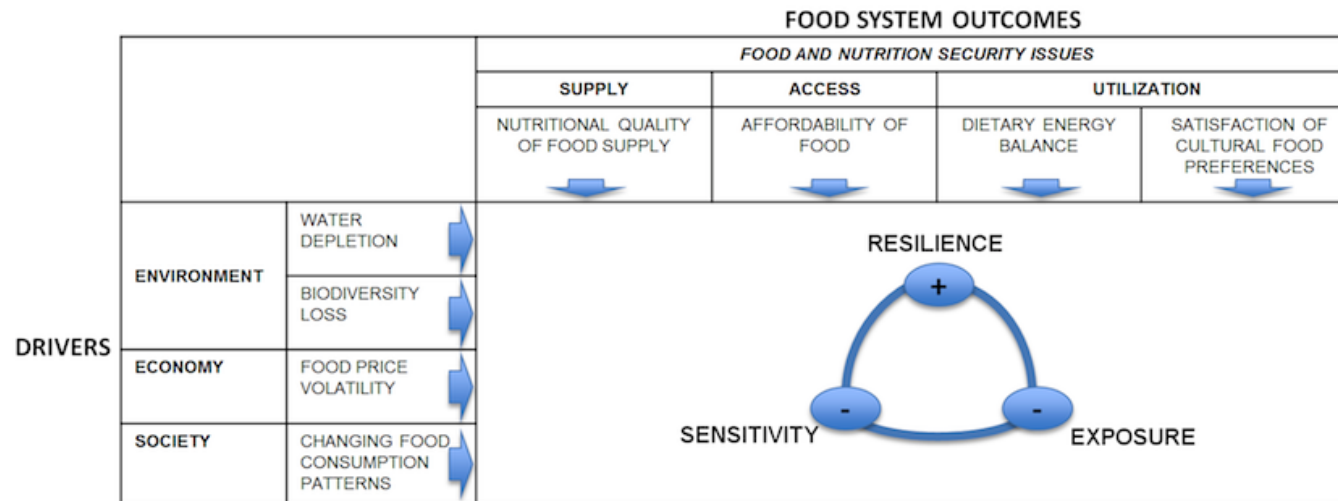 FOOD SYSTEM OUTCOMES
FOOD AND NUTRITION SECURITY ISSUES
SUPPLY
ACCESS
UTILIZATION
NUTRITIONAL QUALITY
OF FOOD SUPPLY
AFFORDABILITY OF
FOOD
DIETARY ENERGY
BALANCE
SATISFACTION OF
CULTURAL FOOD
PREFERENCES
DRIVERS
ENVIRONMENT
WATER
DEPLETION
BIODIVERSITY
LOSS
ECONOMY
FOOD PRICE
VOLATILITY
SOCIETY
CHANGING FOOD
CONSUMPTION
PATTERNS
RESILIENCE
+
-
-
SENSITIVITY
EXPOSURE